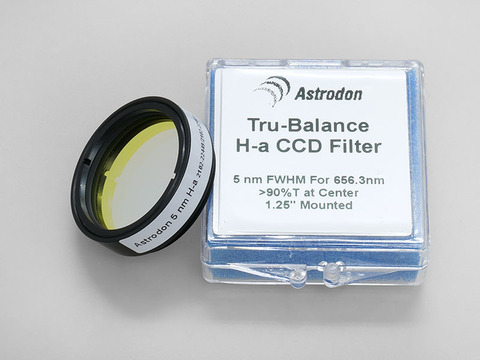 Astrodon
Tru-Balance
H-a CCD Filter
5 nm FWHM For 656.3nm
>90%T at Center
1.25" Mounted
Astrodon 5 nm H-a